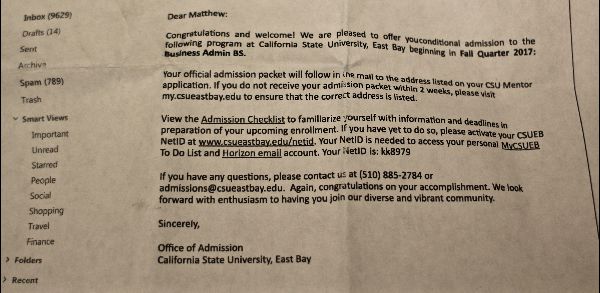 Inbox (9629)
Drafts (14)
Sent
Archive
Spam (789)
Trash
Smart Views
Important
Unread
Starred
People
Social
Shopping
Travel
Finance
Folders
Recent
Dear Matthew:
Congratulations and welcome! We are pleased to offer youconditional admission to the
following program at California State University, East Bay beginning in Fall Quarter 2017:
Business Admin BS.
Your official admission packet will follow in the mail to the address listed on your CSU Mentor
application. If you do not receive your admission packet within 2 weeks, please visit
my.csueastbay.edu to ensure that the correct address is listed.
View the Admission Checklist to familiarize yourself with information and deadlines in
preparation of your upcoming enrollment. If you have yet to do so, please activate your CSUEB
NetID at www.csueastbay.edu/netid. Your NetID is needed to access your personal MyCSUEB
To Do List and Horizon email account. Your NetID is: kk8979
If you have any questions, please contact us at (510) 885-2784 or
admissions@csueastbay.edu. Again, congratulations on your accomplishment. We look
forward with enthusiasm to having you join our diverse and vibrant community.
Sincerely,
Office of Admission
California State University, East Bay